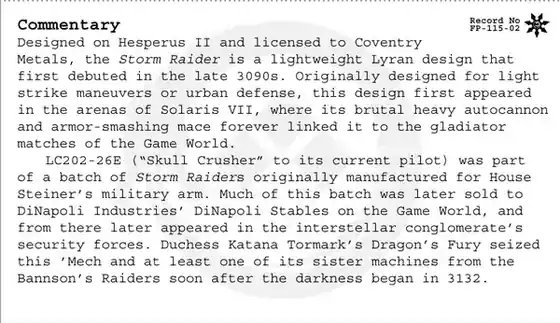 Commentary
Record No
FP-115-02
Designed on Hesperus II and licensed to Coventry
Metals, the Storm Raider is a lightweight Lyran design that
first debuted in the late 3090s. Originally designed for light
strike maneuvers or urban defense, this design first appeared
in the arenas of Solaris VII, where its brutal heavy autocannon
and armor-smashing mace forever linked it to the gladiator
matches of the Game World.
LC202-26E (“Skull Crusher” to its current pilot) was part
of a batch of Storm Raiders originally manufactured for House
Steiner’s military arm. Much of this batch was later sold to
DiNapoli Industries’ DiNapoli Stables on the Game World, and
from there later appeared in the interstellar conglomerate’s
security forces. Duchess Katana Tormark’s Dragon’s Fury seized
this ’Mech and at least one of its sister machines from the
Bannson’s Raiders soon after the darkness began in 3132.